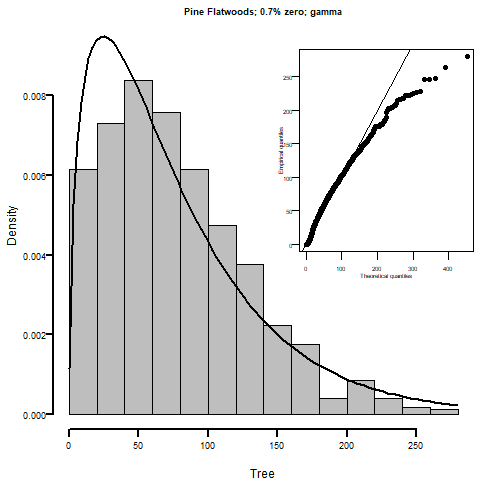 Pine Flatwoods; 0.7% zero; gamma
Density
0.008
0.006
0.004
0.002
0.000
0 50 100 150 200 250
Tree
Empirical quantiles
250
200
150
100
50
0
0 100 200 300 400
Theoretical quantiles